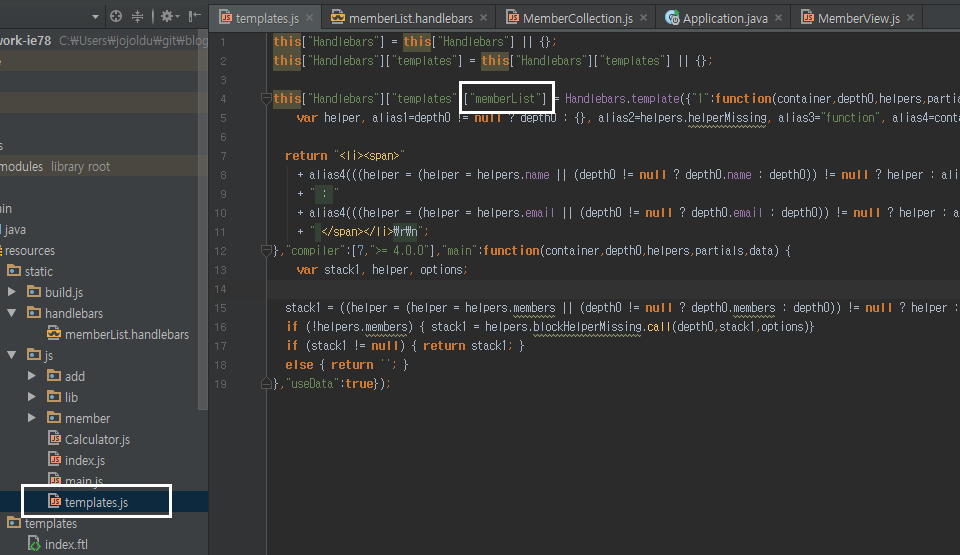 templates.js
memberList.handlebars
MemberCollection.js
Application.java
MemberView.js
work-ie78 C:₩Users₩jojoldu₩git₩blog
modules library root
java
resources
static
build.js
handlebars
memberList.handlebars
js
add
lib
member
Calculator.js
index.js
main.js
templates.js
templates
index.ftl
1 this["Handlebars"] = this["Handlebars"] || {};
2 this["Handlebars"]["templates"] = this["Handlebars"]["templates"] || {};
3
4 this["Handlebars"]["templates"]["memberList"] = Handlebars.template({"1":function(container,depth0,helpers,partia
5 var helper, alias1=depth0 != null ? depth0 : {}, alias2=helpers.helperMissing, alias3="function", alias4=cont
6
7 return "<li><span>"
8 + alias4(((helper = (helper = helpers.name || (depth0 != null ? depth0.name : depth0)) != null ? helper : ali
9 + " : "
10 + alias4(((helper = (helper = helpers.email || (depth0 != null ? depth0.email : depth0)) != null ? helper : a
11 + " </span></li>₩r₩n";
12 },"compiler":[7,">= 4.0.0"],"main":function(container,depth0,helpers,partials,data) {
13 var stack1, helper, options;
14
15 stack1 = ((helper = (helper = helpers.members || (depth0 != null ? depth0.members : depth0)) != null ? helper :
16 if (!helpers.members) { stack1 = helpers.blockHelperMissing.call(depth0,stack1,options)}
17 if (stack1 != null) { return stack1; }
18 else { return ''; }
19 },"useData":true});